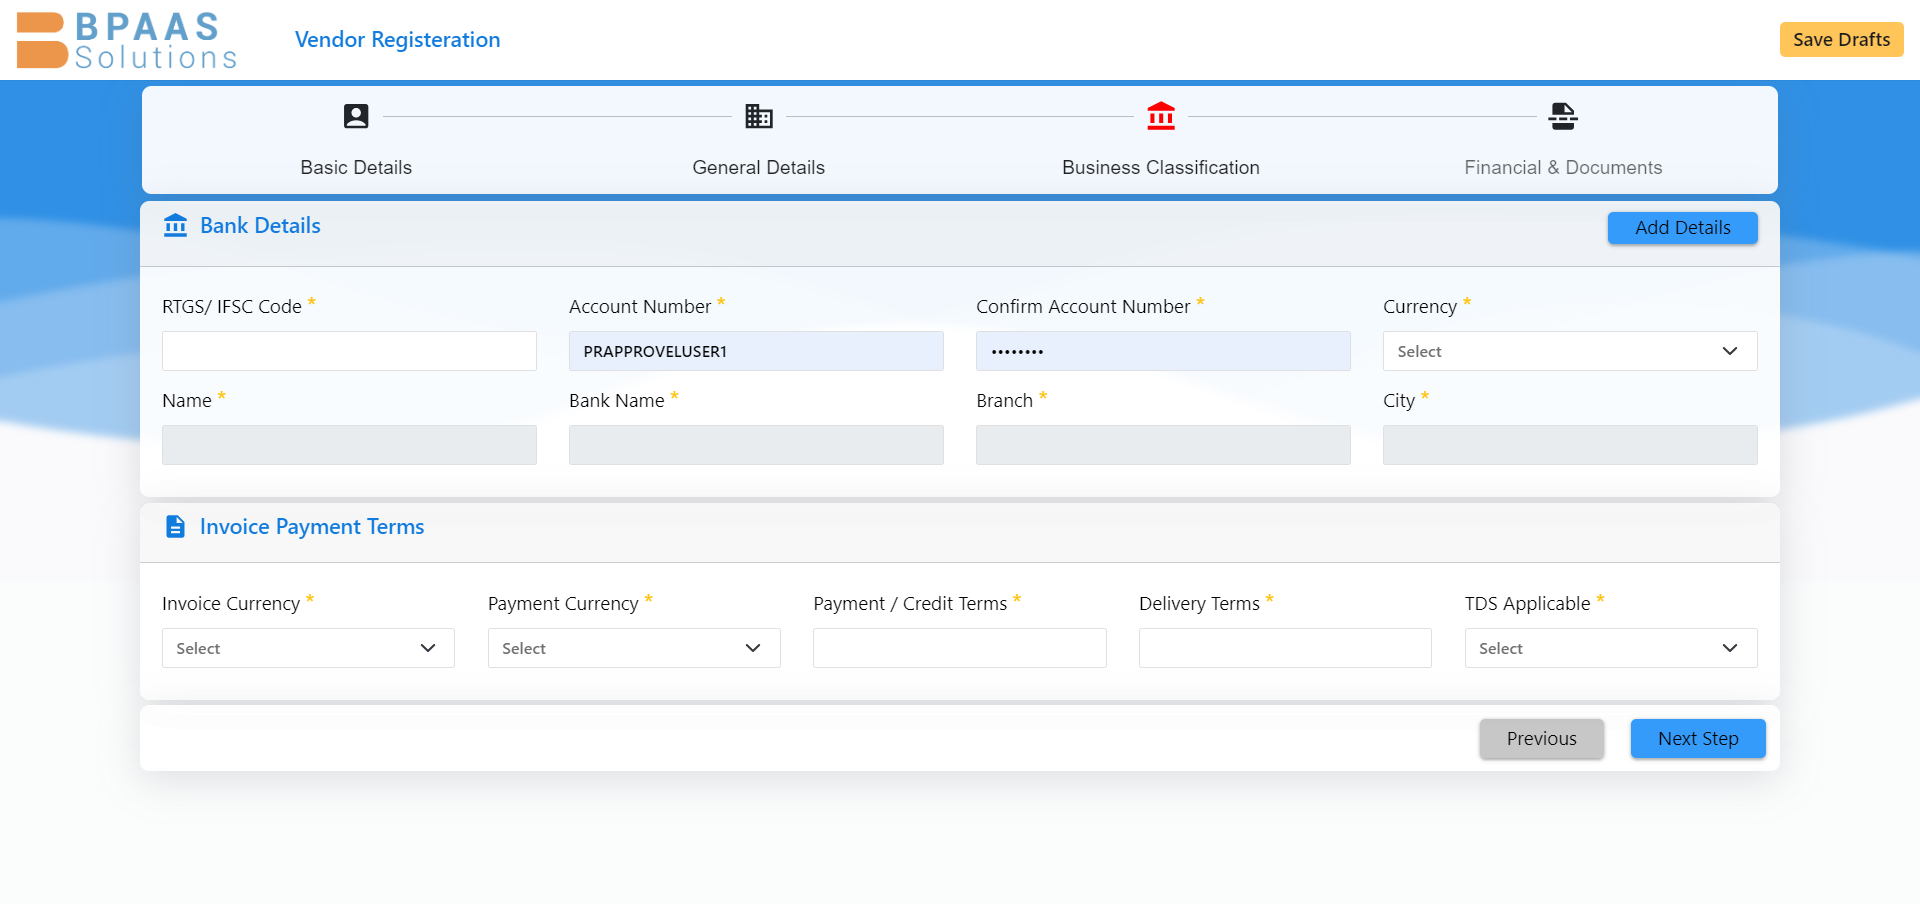 BPAAS
Solutions
Vendor Registeration
Save Drafts
Basic Details
General Details
Business Classification
Financial & Documents
Bank Details
Add Details
RTGS/ IFSC Code *
Account Number *
Confirm Account Number *
Currency *
PRAPPROVELUSER1
••••••••
Select
Name *
Bank Name *
Branch *
City *
Invoice Payment Terms
Invoice Currency *
Payment Currency *
Payment / Credit Terms *
Delivery Terms *
TDS Applicable *
Select
Select
Select
Previous
Next Step